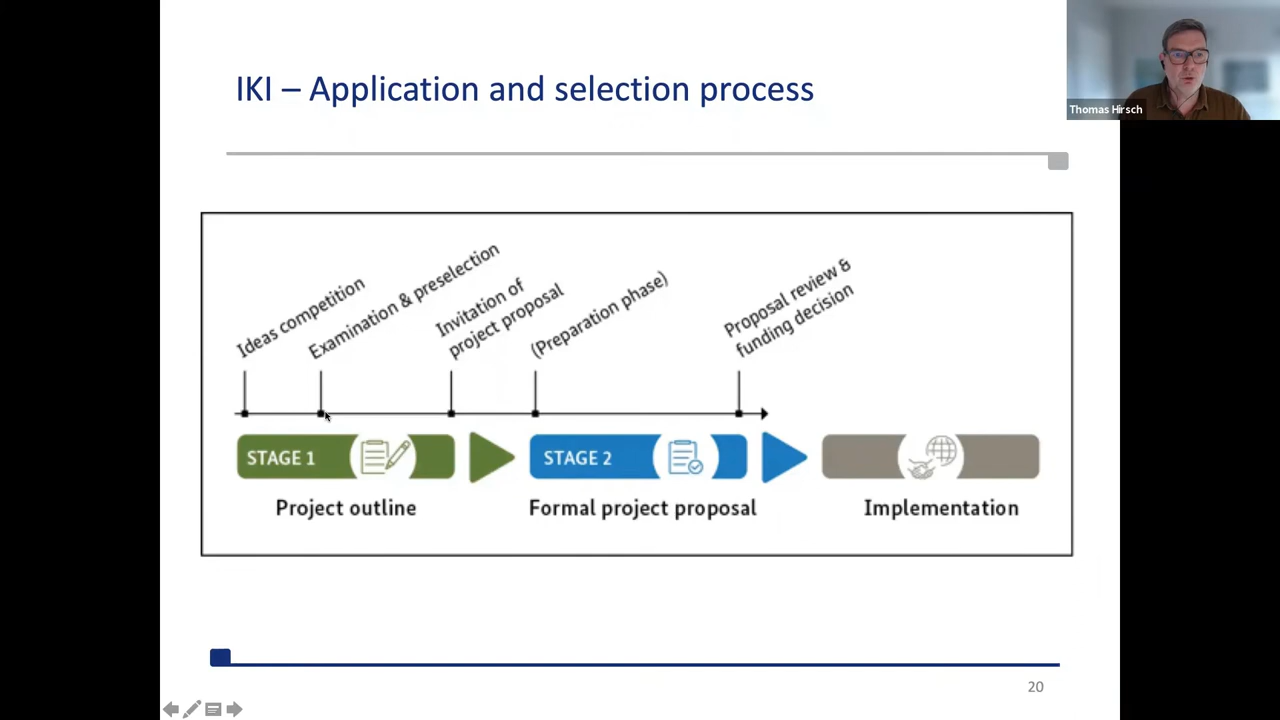 IKI – Application and selection process
Thomas Hirsch
Ideas competition
Examination & preselection
Invitation of
project proposal
(Preparation phase)
Proposal review &
funding decision
STAGE 1
STAGE 2
Project outline
Formal project proposal
Implementation
20